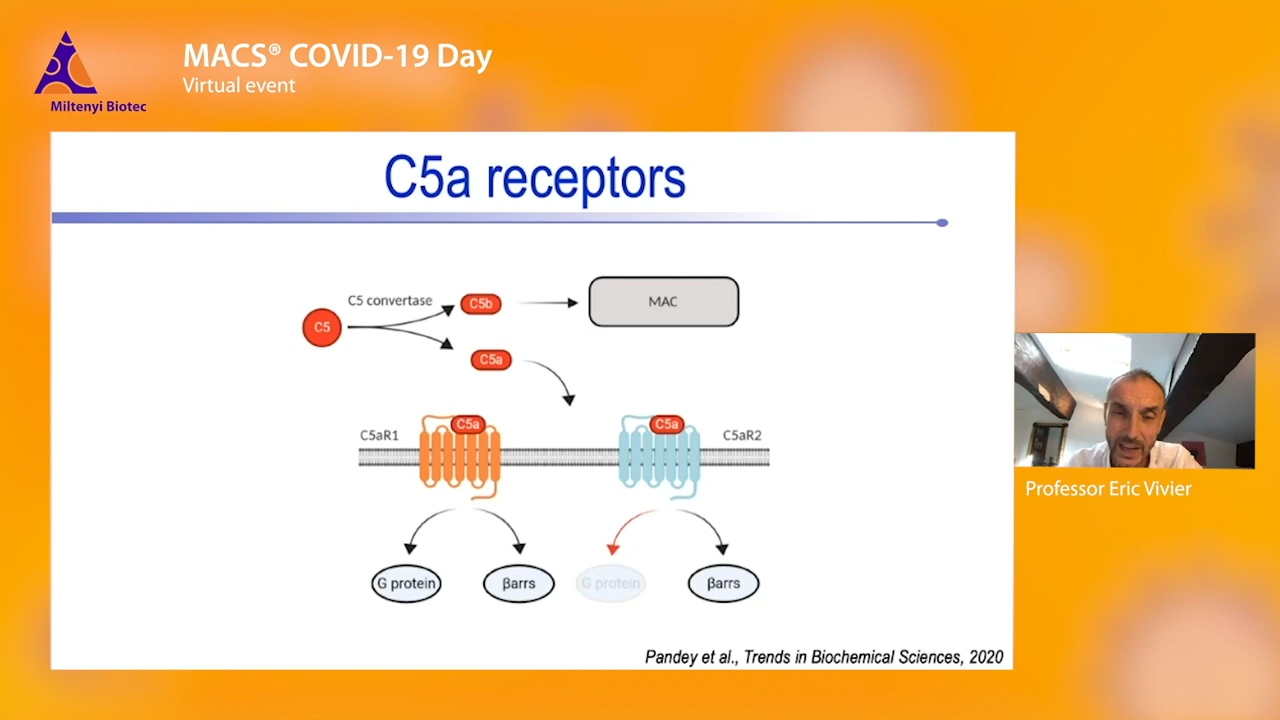 MACS® COVID-19 Day
Virtual event
Miltenyi Biotec
C5a receptors
C5 convertase
C5b
MAC
C5
C5a
C5a
C5a
C5aR1
C5aR2
G protein
βarrs
G protein
βarrs
Pandey et al., Trends in Biochemical Sciences, 2020
Professor Eric Vivier